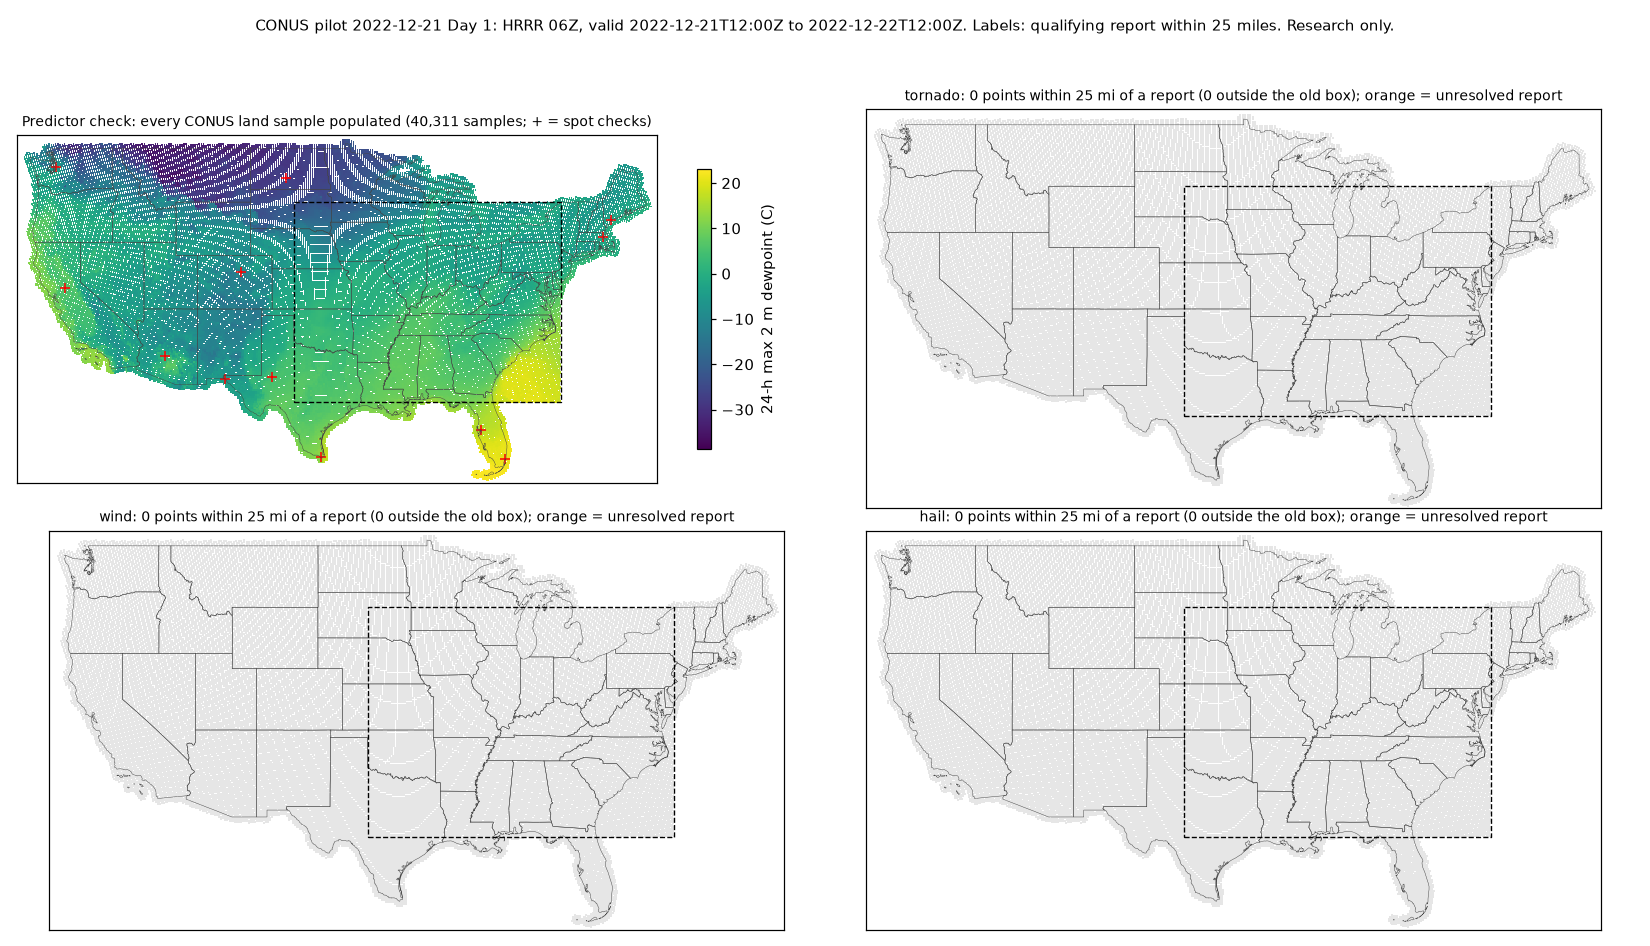 CONUS pilot 2022-12-21 Day 1: HRRR 06Z, valid 2022-12-21T12:00Z to 2022-12-22T12:00Z. Labels: qualifying report within 25 miles. Research only.
Predictor check: every CONUS land sample populated (40,311 samples; + = spot checks)
20
10
0
−10
−20
−30
24-h max 2 m dewpoint (C)
tornado: 0 points within 25 mi of a report (0 outside the old box); orange = unresolved report
wind: 0 points within 25 mi of a report (0 outside the old box); orange = unresolved report
hail: 0 points within 25 mi of a report (0 outside the old box); orange = unresolved report